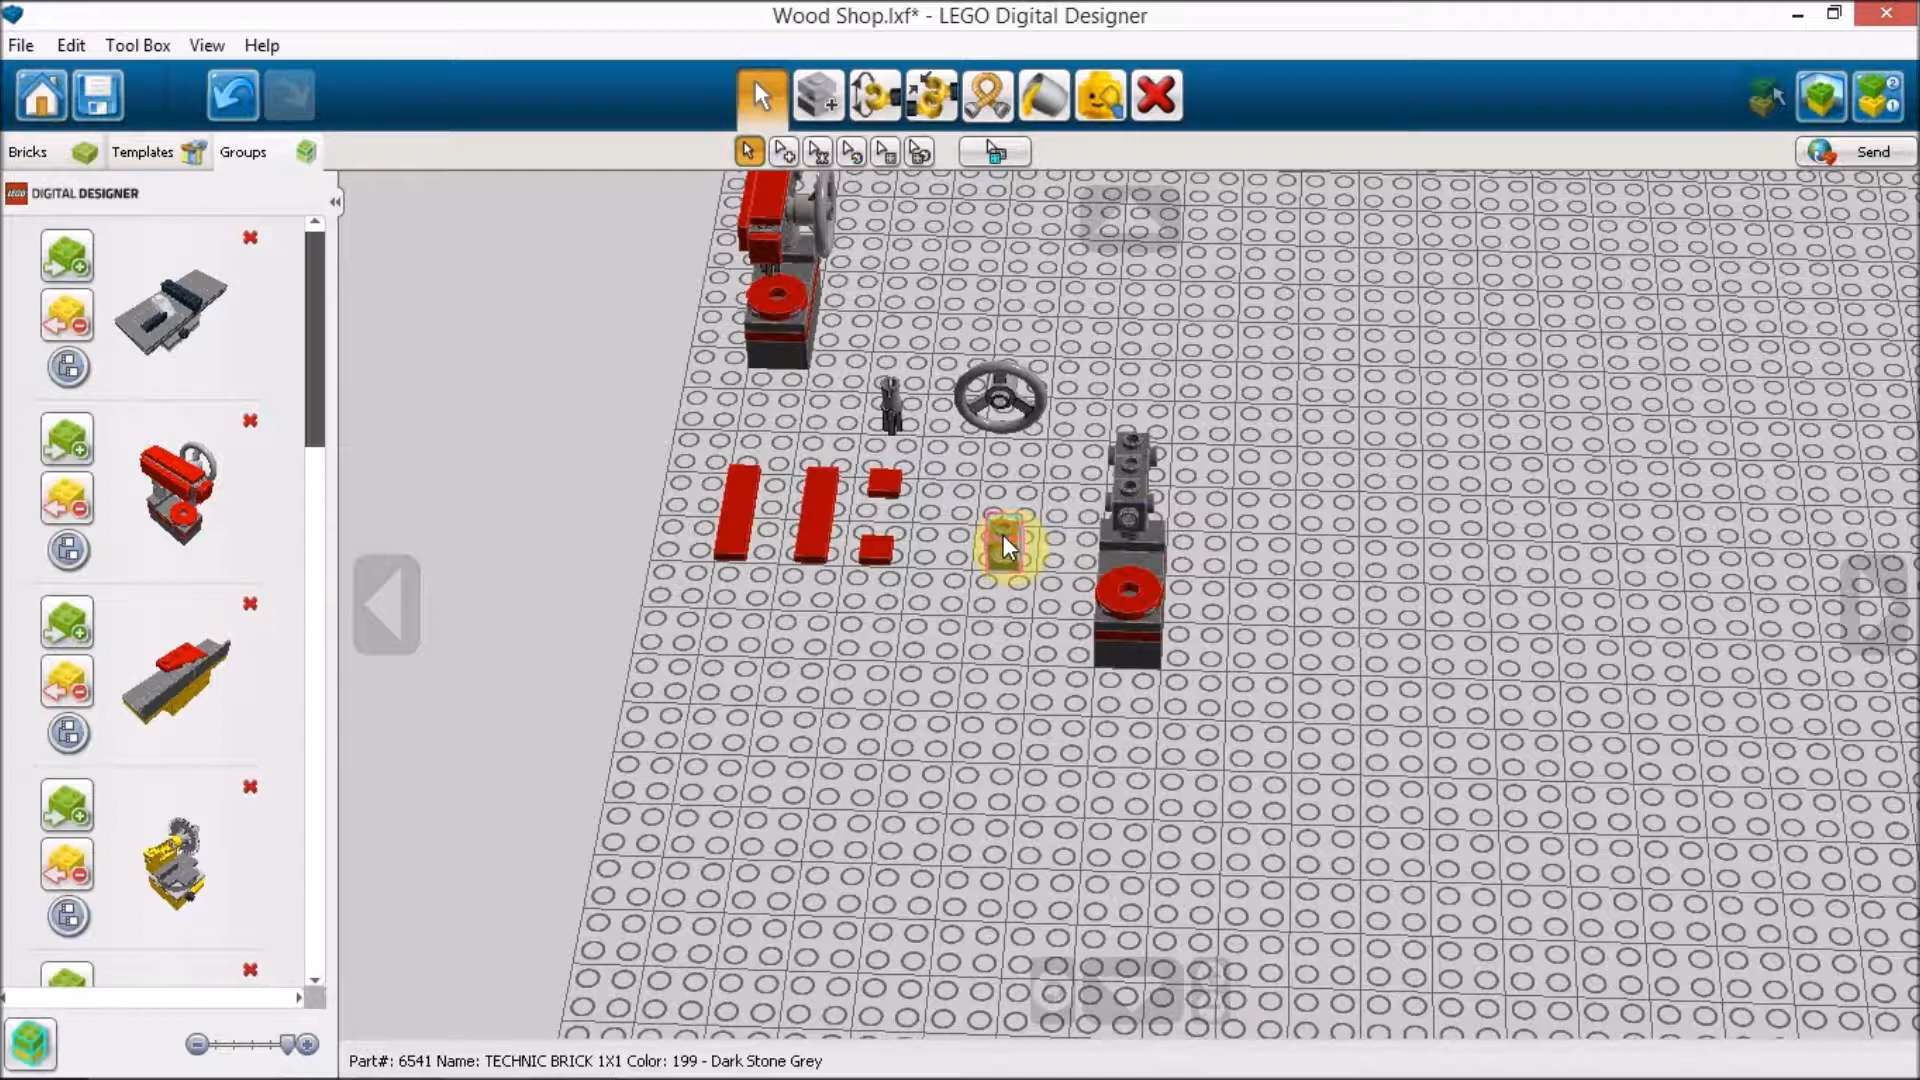 Wood Shop.lxf* - LEGO Digital Designer
File Edit Tool Box View Help
Bricks Templates Groups
Send
LEGO DIGITAL DESIGNER
Part#: 6541 Name: TECHNIC BRICK 1X1 Color: 199 - Dark Stone Grey